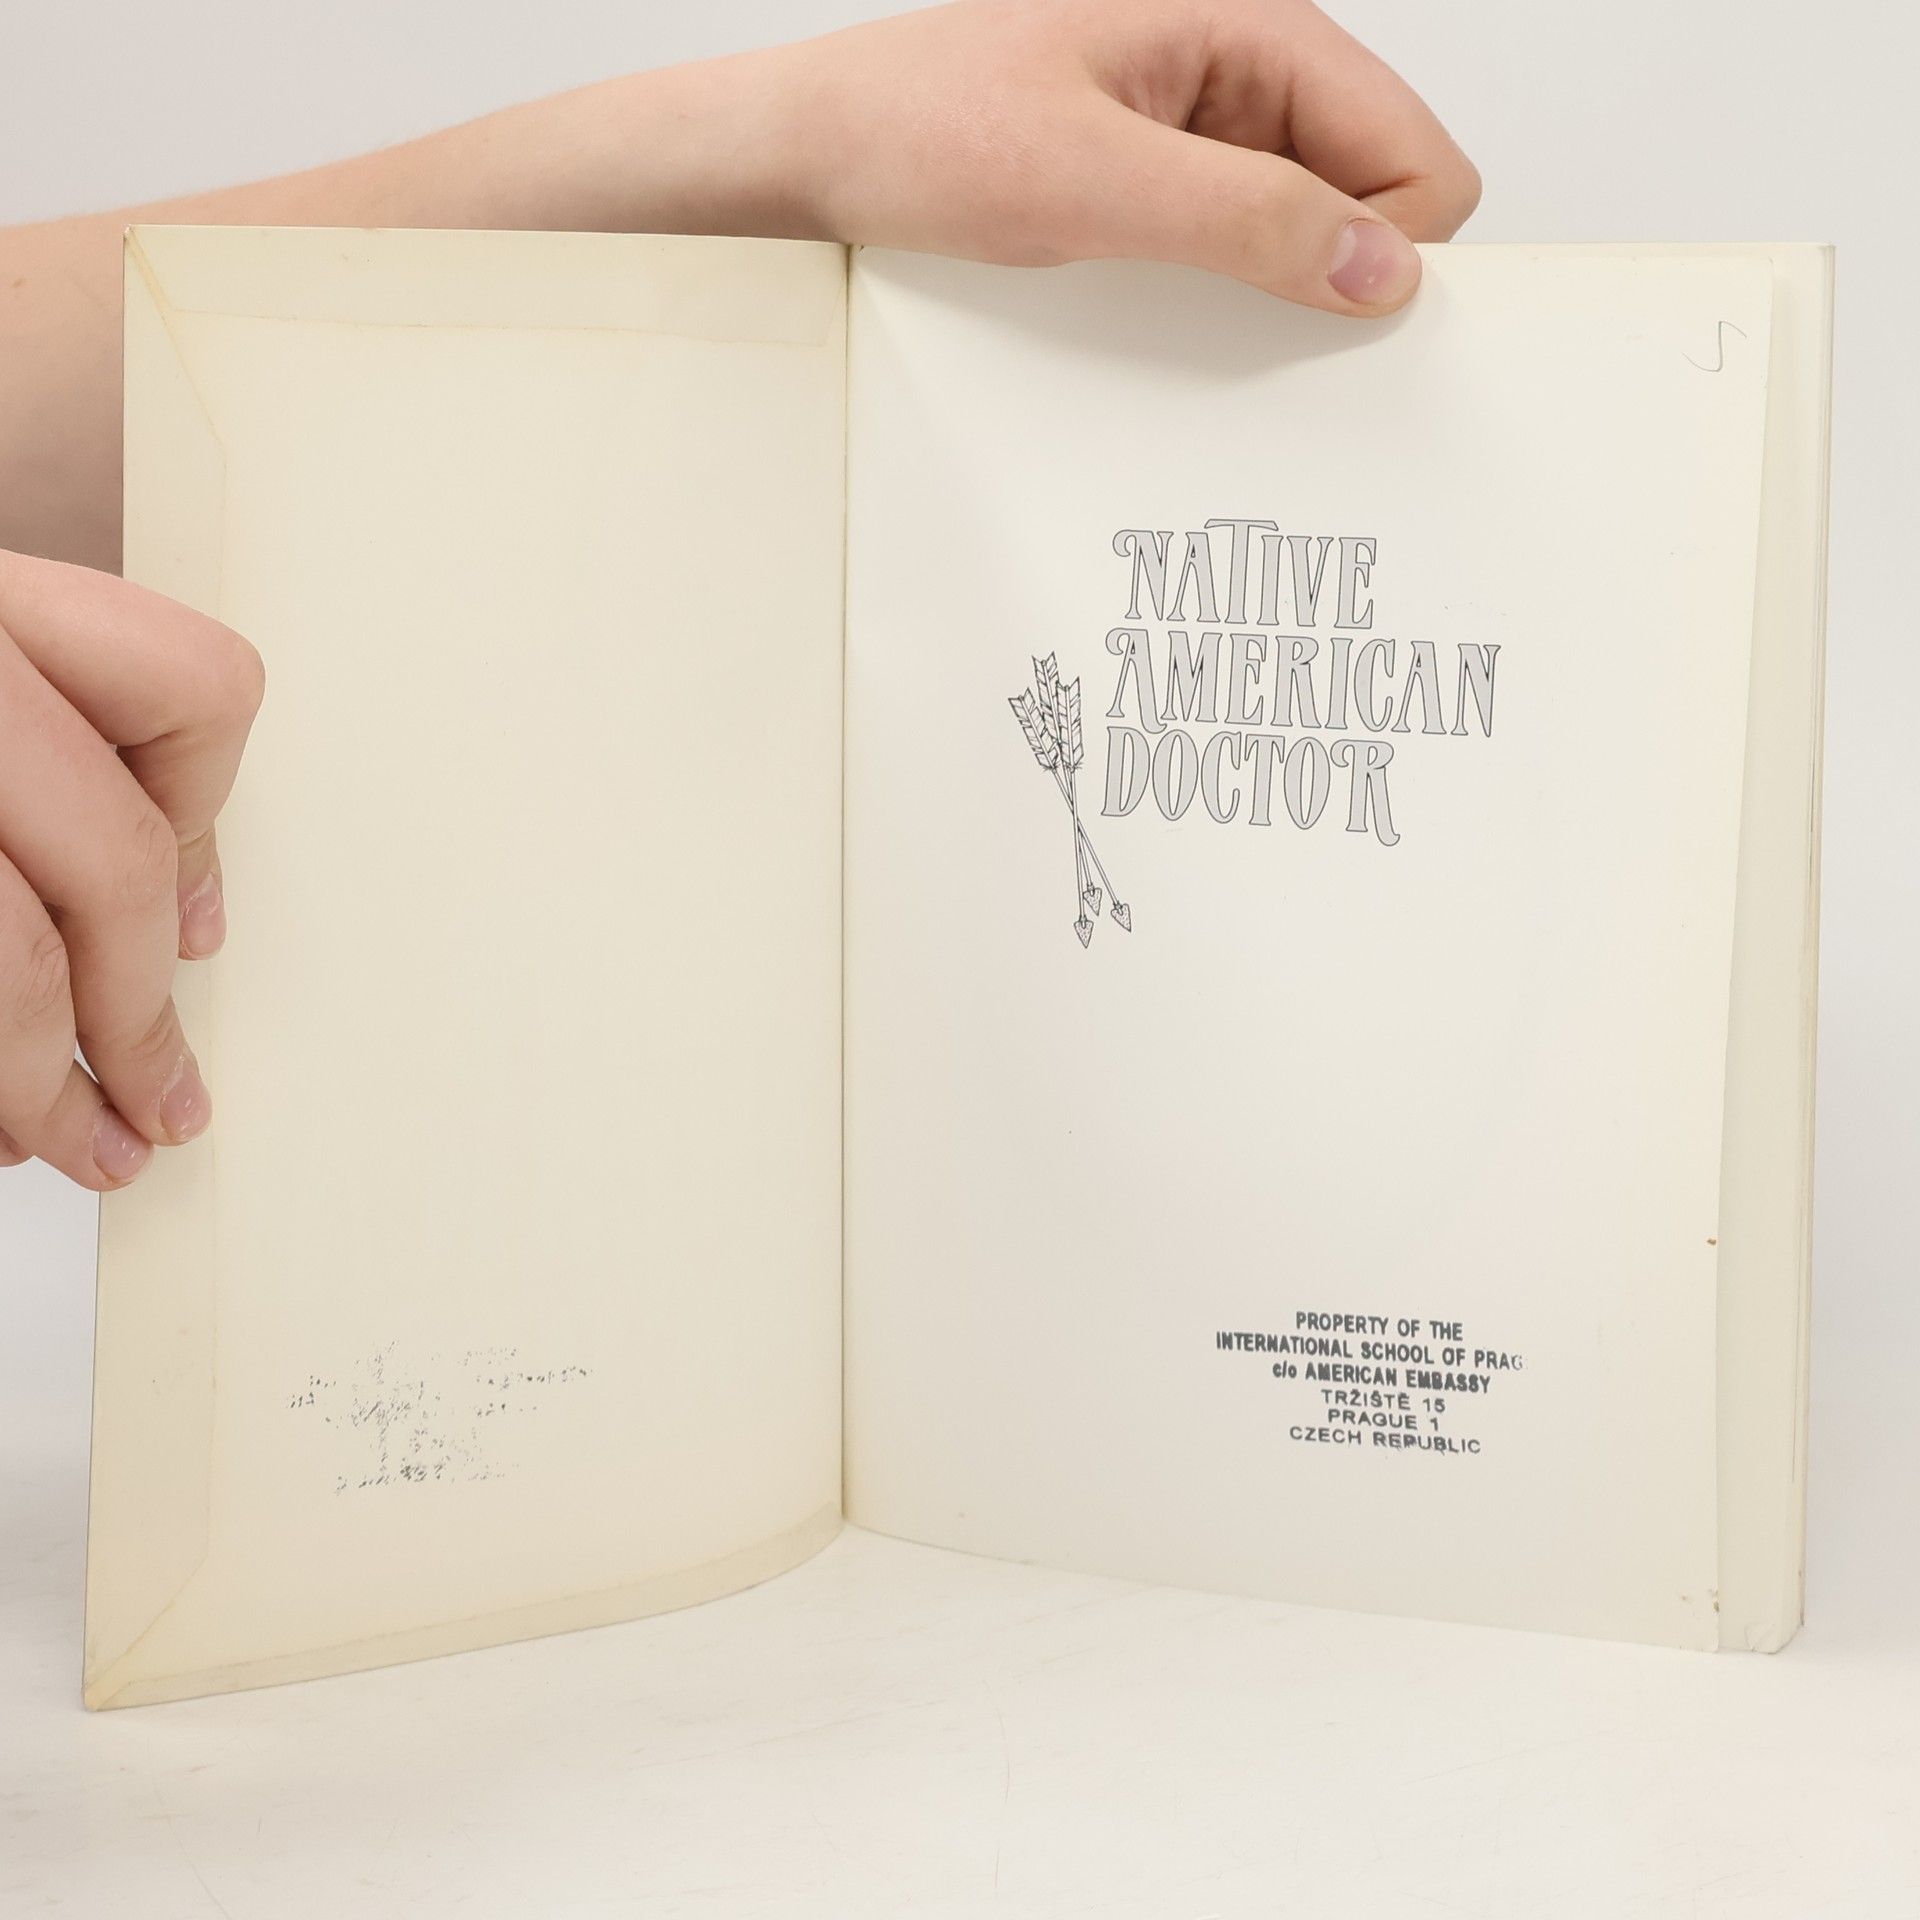 NATIVE
AMERICAN
DOCTOR
PROPERTY OF THE
INTERNATIONAL SCHOOL OF PRAG
c/o AMERICAN EMBASSY
TRŽIŠTĚ 15
PRAGUE 1
CZECH REPUBLIC